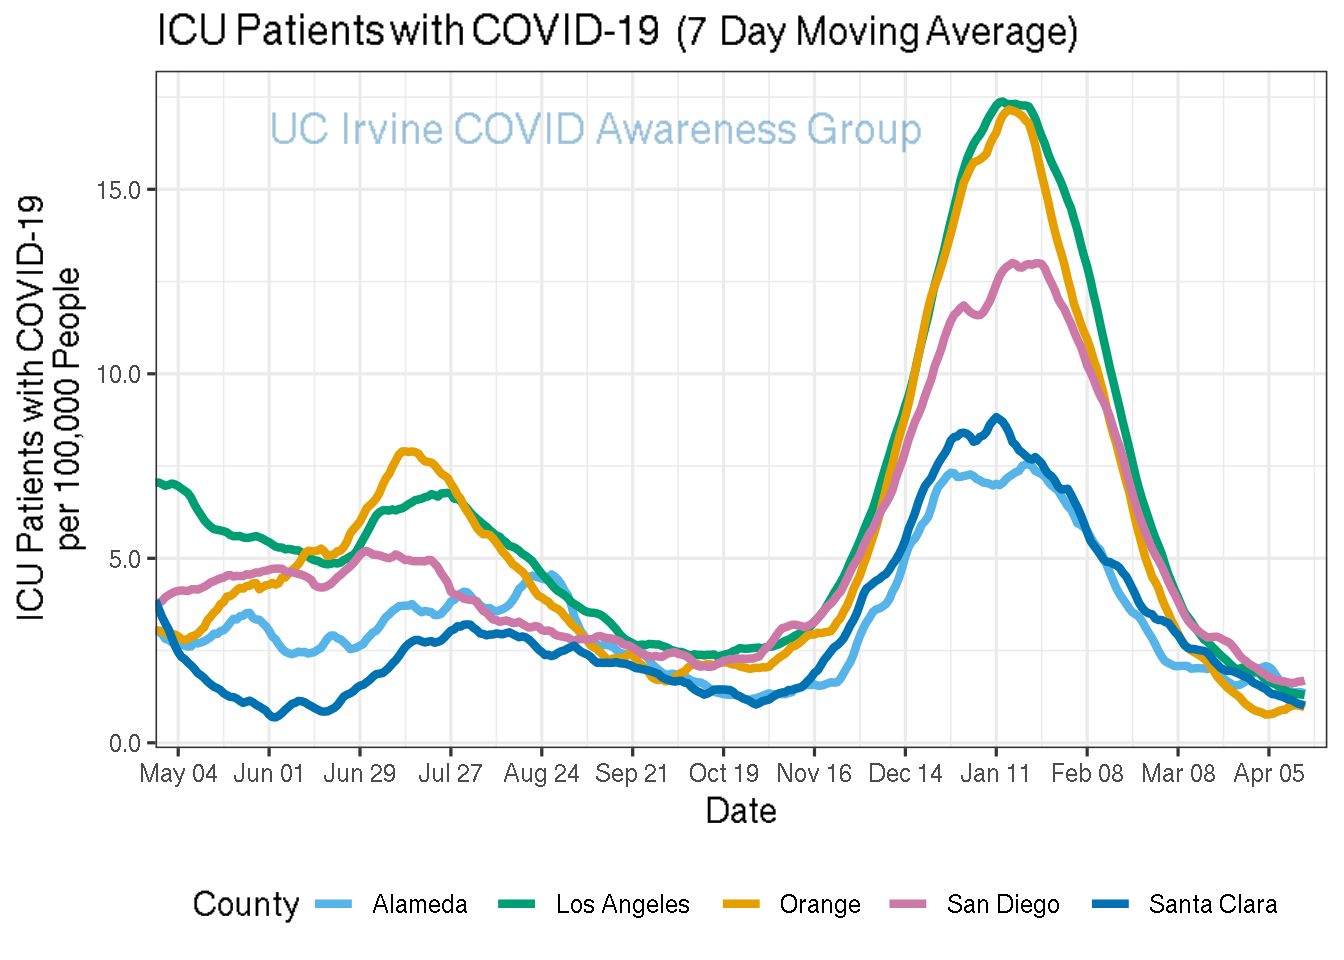 ICU Patients with COVID-19 (7 Day Moving Average)
UC Irvine COVID Awareness Group
ICU Patients with COVID-19
per 100,000 People
15.0
10.0
5.0
0.0
May 04 Jun 01 Jun 29 Jul 27 Aug 24 Sep 21 Oct 19 Nov 16 Dec 14 Jan 11 Feb 08 Mar 08 Apr 05
Date
County Alameda Los Angeles Orange San Diego Santa Clara